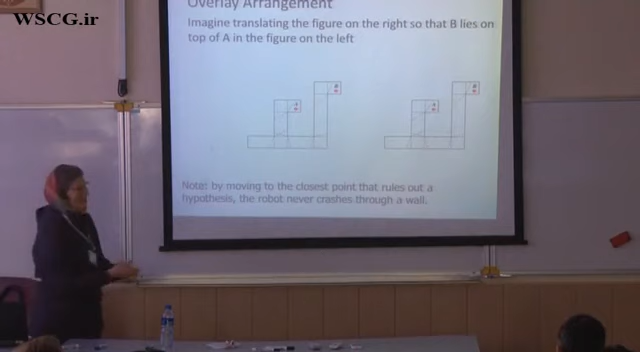 WSCG.ir
Overlay Arrangement
Imagine translating the figure on the right so that B lies on
top of A in the figure on the left
Note: by moving to the closest point that rules out a
hypothesis, the robot never crashes through a wall.